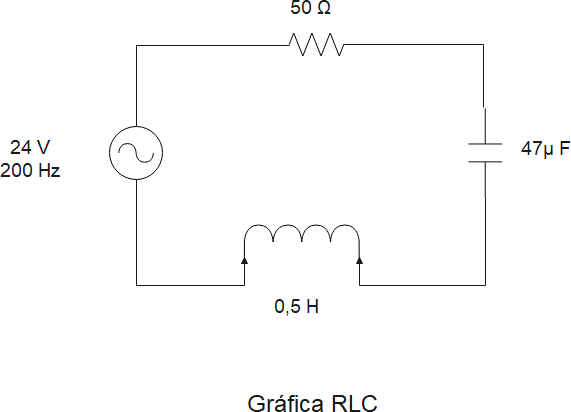 50 Ω
24 V
200 Hz
47µ F
0,5 H
Gráfica RLC